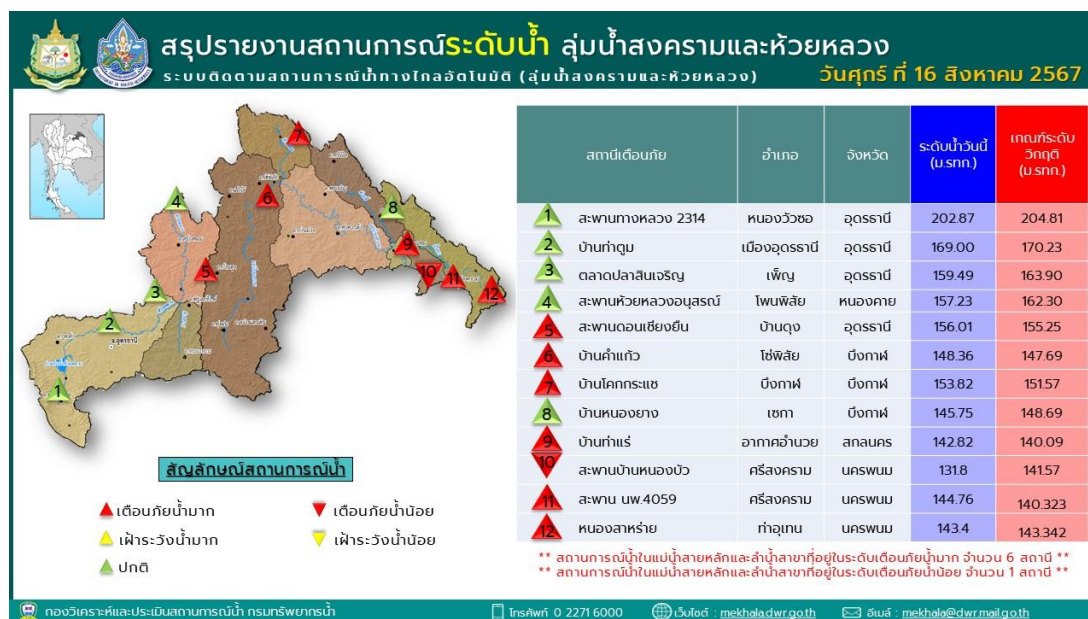 สรุปรายงานสถานการณ์ระดับน้ำ ลุ่มน้ำสงครามและห้วยหลวง
ระบบติดตามสถานการณ์น้ำทางไกลอัตโนมัติ (ลุ่มน้ำสงครามและห้วยหลวง)
วันศุกร์ ที่ 16 สิงหาคม 2567
สถานีเตือนภัย อำเภอ จังหวัด ระดับน้ำวันนี้ (ม.รทก.) เกณฑ์ระดับวิกฤติ (ม.รทก.)
1 สะพานทางหลวง 2314 หนองวัวซอ อุดรธานี 202.87 204.81
2 บ้านท่าตูม เมืองอุดรธานี อุดรธานี 169.00 170.23
3 ตลาดปลาสินเจริญ เพ็ญ อุดรธานี 159.49 163.90
4 สะพานห้วยหลวงอนุสรณ์ โพนพิสัย หนองคาย 157.23 162.30
5 สะพานดอนเชียงยืน บ้านดุง อุดรธานี 156.01 155.25
6 บ้านคำแก้ว โซ่พิสัย บึงกาฬ 148.36 147.69
7 บ้านโคกกระแซ บึงกาฬ บึงกาฬ 153.82 151.57
8 บ้านหนองยาง เซกา บึงกาฬ 145.75 148.69
9 บ้านท่าแร่ อากาศอำนวย สกลนคร 142.82 140.09
10 สะพานบ้านหนองบัว ศรีสงคราม นครพนม 131.8 141.57
11 สะพาน นพ.4059 ศรีสงคราม นครพนม 144.76 140.323
12 หนองสาหร่าย ท่าอุเทน นครพนม 143.4 143.342
7
6
4
8
5
9
10
11
12
3
2
1
สัญลักษณ์สถานการณ์น้ำ
เตือนภัยน้ำมาก เตือนภัยน้ำน้อย
เฝ้าระวังน้ำมาก เฝ้าระวังน้ำน้อย
ปกติ
** สถานการณ์น้ำในแม่น้ำสายหลักและลำน้ำสาขาที่อยู่ในระดับเตือนภัยน้ำมาก จำนวน 6 สถานี **
** สถานการณ์น้ำในแม่น้ำสายหลักและลำน้ำสาขาที่อยู่ในระดับเตือนภัยน้ำน้อย จำนวน 1 สถานี **
กองวิเคราะห์และประเมินสถานการณ์น้ำ กรมทรัพยากรน้ำ โทรศัพท์ 0 2271 6000 เว็บไซต์ : mekhala.dwr.go.th อีเมล์ : mekhala@dwr.mail.go.th